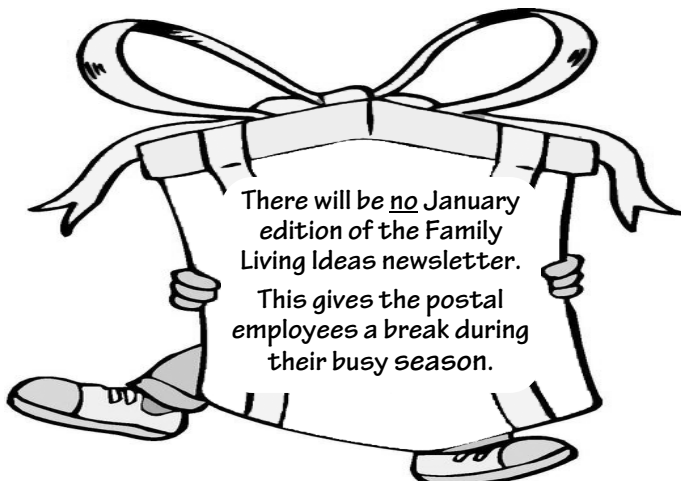 There will be no January
edition of the Family
Living Ideas newsletter.
This gives the postal
employees a break during
their busy season.